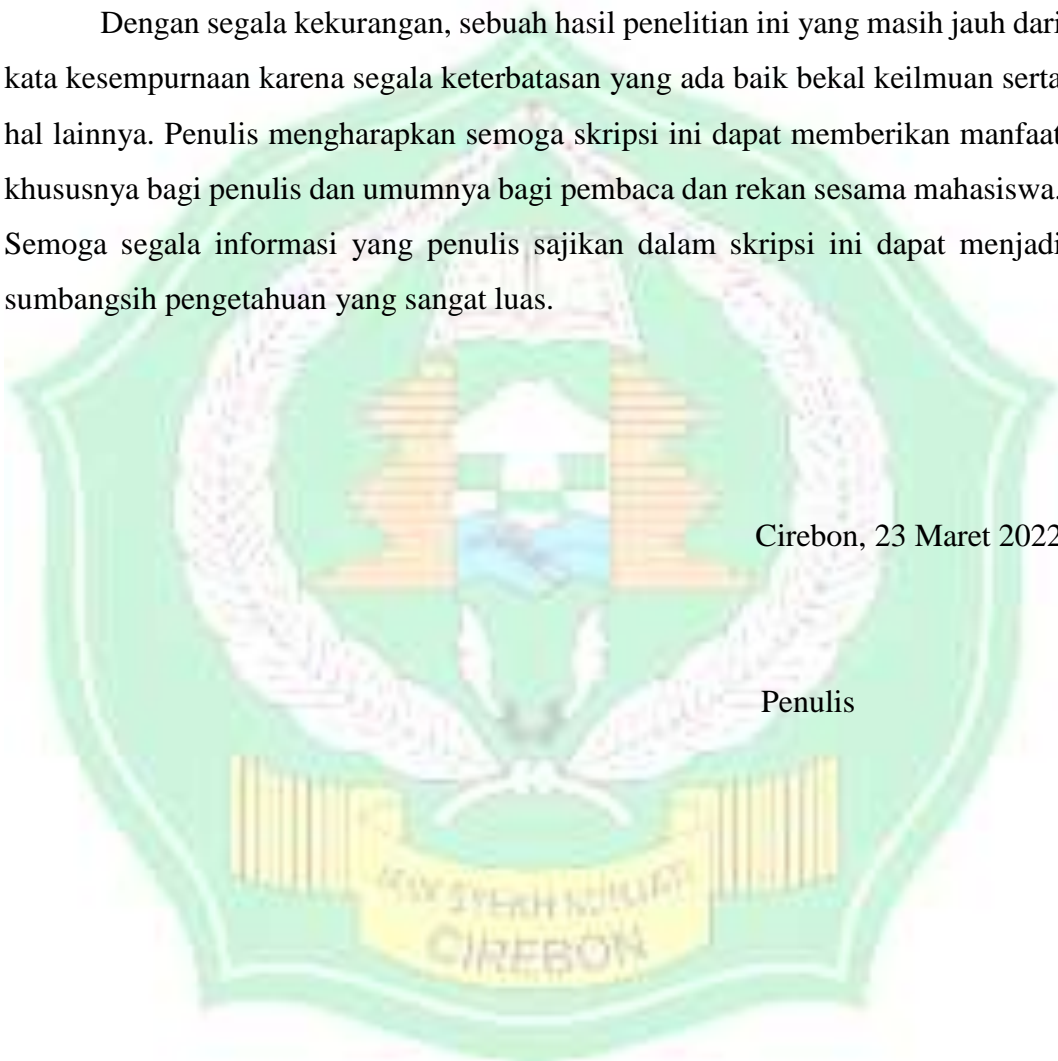 Dengan segala kekurangan, sebuah hasil penelitian ini yang masih jauh dari
kata kesempurnaan karena segala keterbatasan yang ada baik bekal keilmuan serta
hal lainnya. Penulis mengharapkan semoga skripsi ini dapat memberikan manfaat
khususnya bagi penulis dan umumnya bagi pembaca dan rekan sesama mahasiswa.
Semoga segala informasi yang penulis sajikan dalam skripsi ini dapat menjadi
sumbangsih pengetahuan yang sangat luas.
Cirebon, 23 Maret 2022
Penulis
IAIN SYEKH NURJATI
CIREBON